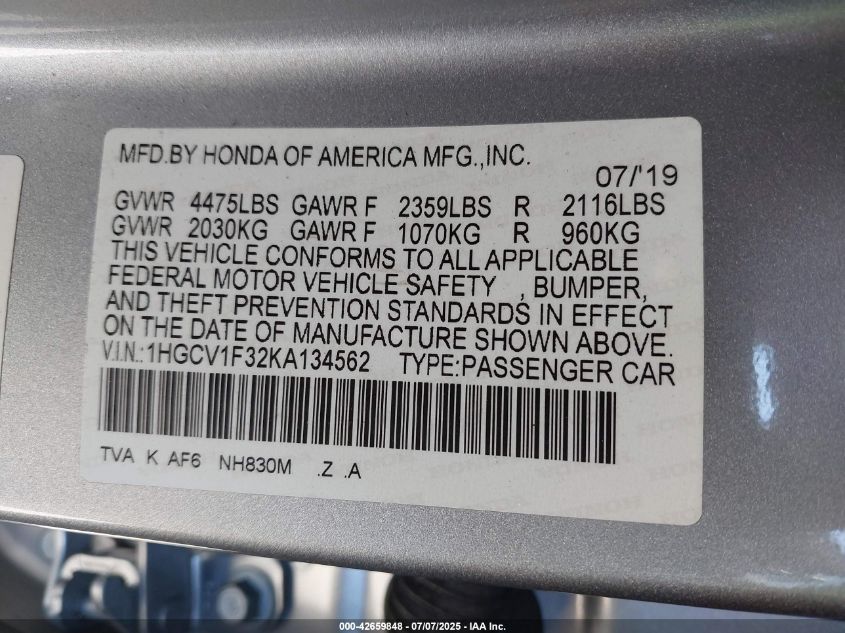 MFD.BY HONDA OF AMERICA MFG.,INC.
07/'19
GVWR 4475LBS GAWR F 2359LBS R 2116LBS
GVWR 2030KG GAWR F 1070KG R 960KG
THIS VEHICLE CONFORMS TO ALL APPLICABLE
FEDERAL MOTOR VEHICLE SAFETY , BUMPER,
AND THEFT PREVENTION STANDARDS IN EFFECT
ON THE DATE OF MANUFACTURE SHOWN ABOVE.
V.I.N.:1HGCV1F32KA134562 TYPE:PASSENGER CAR
TVA K AF6 NH830M .Z .A
000-42659848 - 07/07/2025 - IAA Inc.